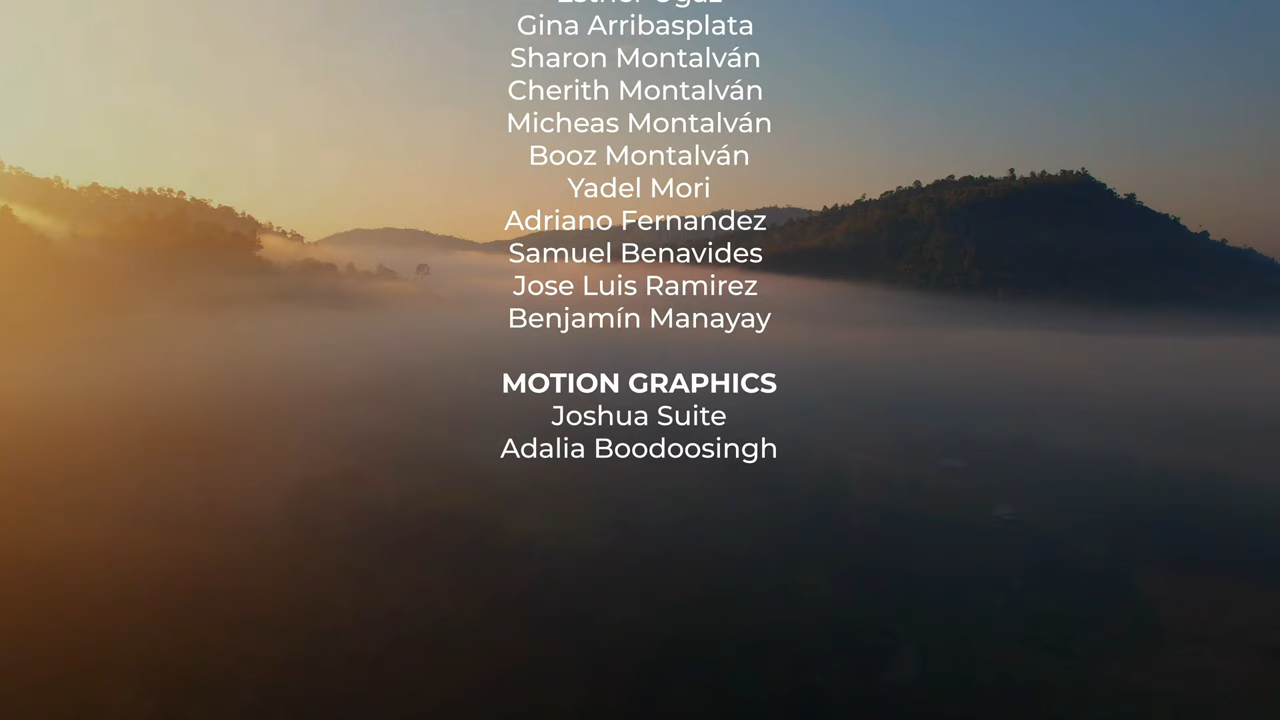 Gina Arribasplata
Sharon Montalván
Cherith Montalván
Micheas Montalván
Booz Montalván
Yadel Mori
Adriano Fernandez
Samuel Benavides
Jose Luis Ramirez
Benjamín Manayay
MOTION GRAPHICS
Joshua Suite
Adalia Boodoosingh